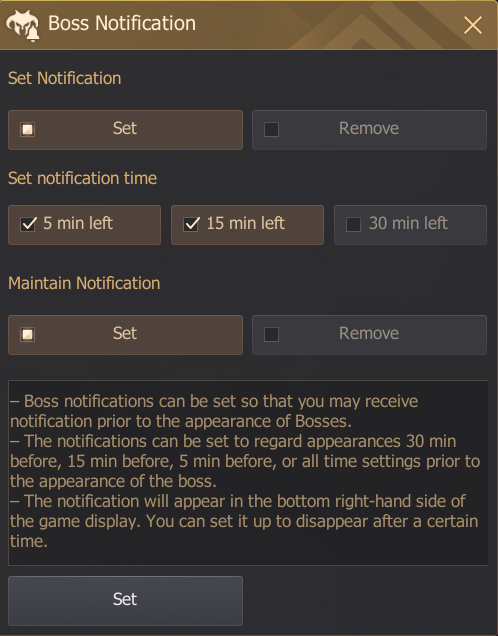 Boss Notification
Set Notification
Set
Remove
Set notification time
5 min left
15 min left
30 min left
Maintain Notification
Set
Remove
– Boss notifications can be set so that you may receive
notification prior to the appearance of Bosses.
– The notifications can be set to regard appearances 30 min
before, 15 min before, 5 min before, or all time settings prior to
the appearance of the boss.
– The notification will appear in the bottom right-hand side of
the game display. You can set it up to disappear after a certain
time.
Set